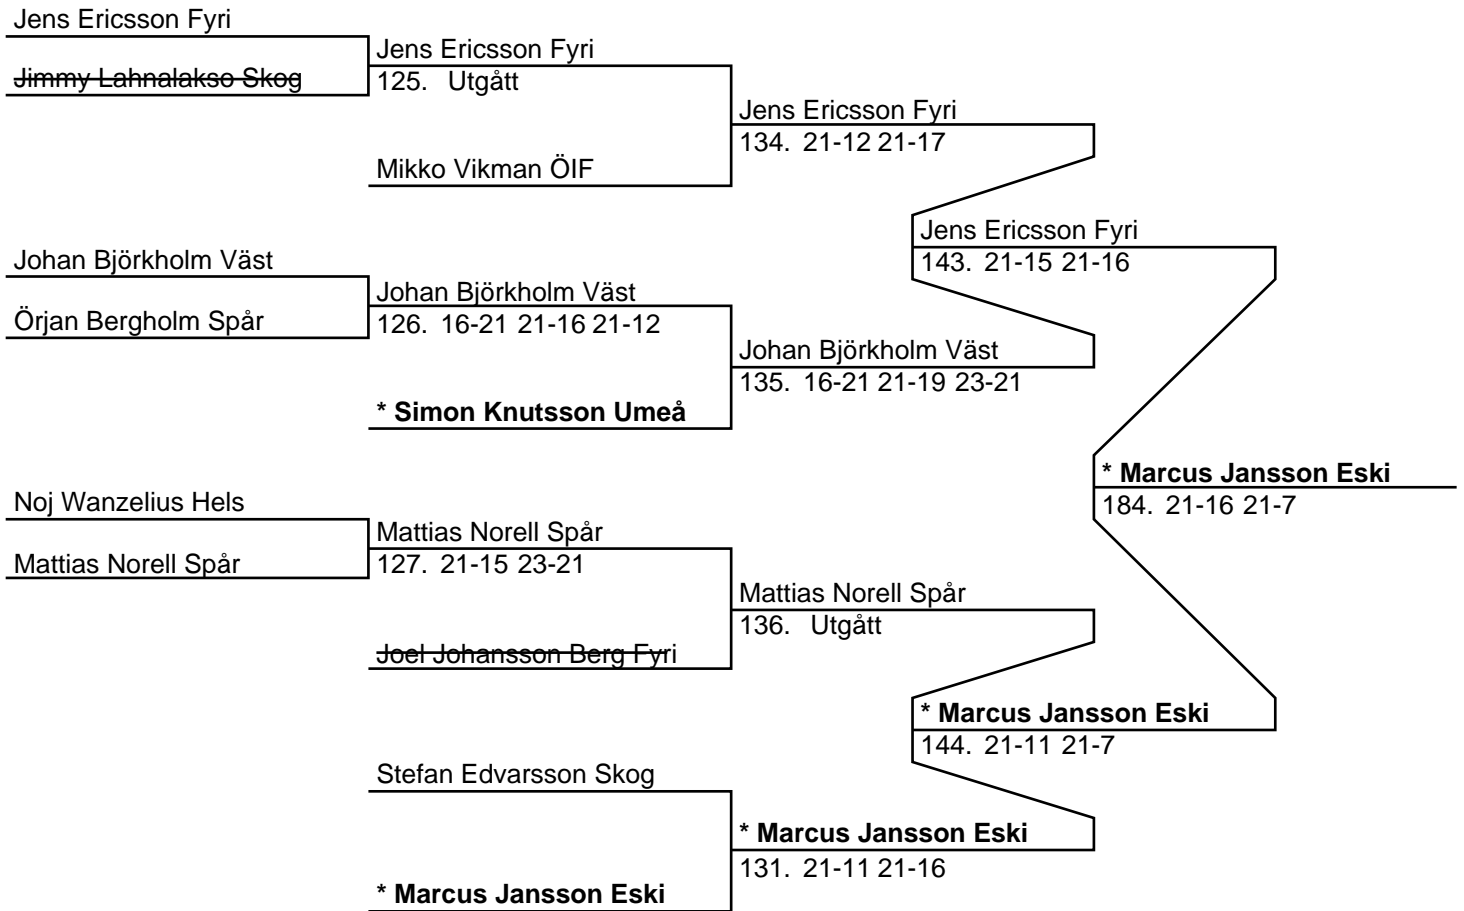 Jens Ericsson Fyri
Jimmy Lahnalakso Skog
Jens Ericsson Fyri
125. Utgått
Mikko Vikman ÖIF
Jens Ericsson Fyri
134. 21-12 21-17
Johan Björkholm Väst
Örjan Bergholm Spår
Johan Björkholm Väst
126. 16-21 21-16 21-12
* Simon Knutsson Umeå
Johan Björkholm Väst
135. 16-21 21-19 23-21
Jens Ericsson Fyri
143. 21-15 21-16
Noj Wanzelius Hels
Mattias Norell Spår
Mattias Norell Spår
127. 21-15 23-21
Joel Johansson Berg Fyri
Mattias Norell Spår
136. Utgått
Stefan Edvarsson Skog
* Marcus Jansson Eski
* Marcus Jansson Eski
131. 21-11 21-16
* Marcus Jansson Eski
144. 21-11 21-7
* Marcus Jansson Eski
184. 21-16 21-7